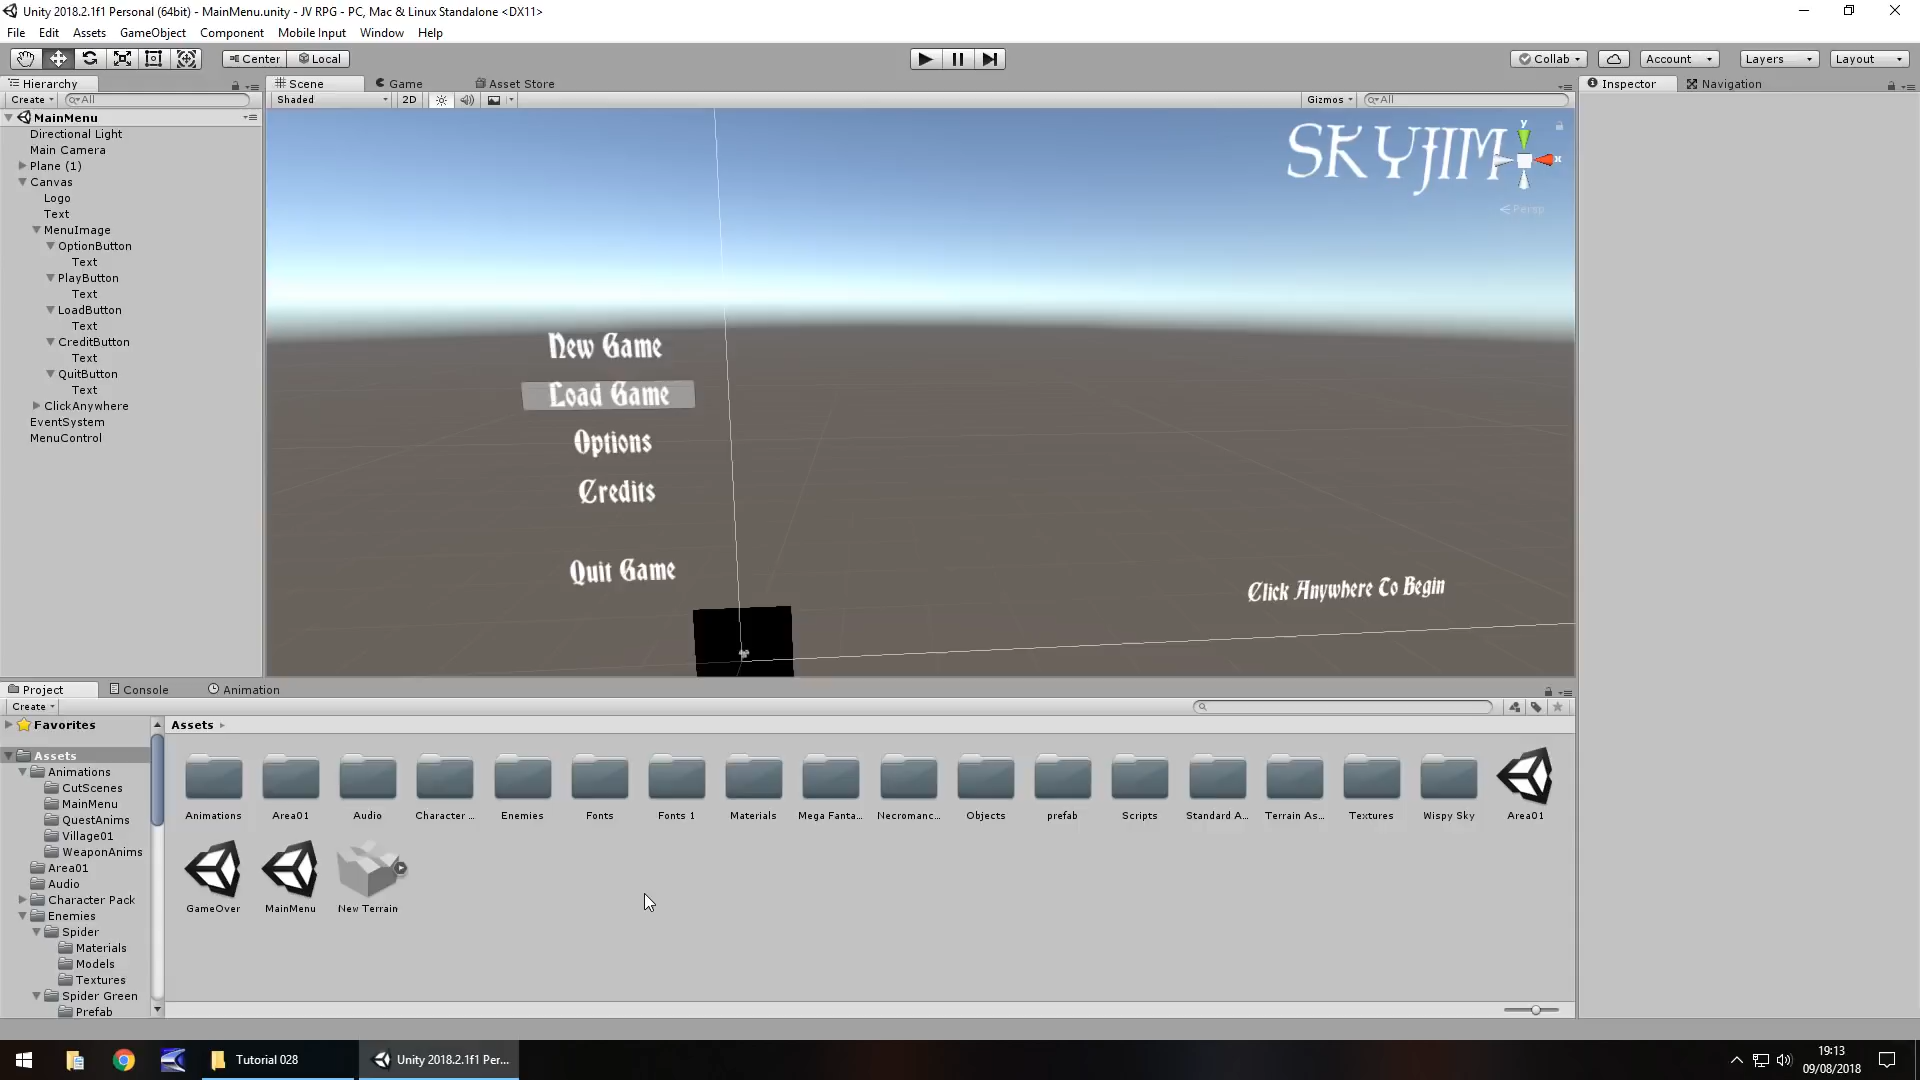 Unity 2018.2.1f1 Personal (64bit) - MainMenu.unity - JV RPG - PC, Mac & Linux Standalone <DX11>
File Edit Assets GameObject Component Mobile Input Window Help
Center Local Collab Account Layers Layout
Hierarchy Scene Game Asset Store Inspector Navigation
Create All Shaded 2D Gizmos All
MainMenu
Directional Light
Main Camera
Plane (1)
Canvas
Logo
Text
MenuImage
OptionButton
Text
PlayButton
Text
LoadButton
Text
CreditButton
Text
QuitButton
Text
ClickAnywhere
EventSystem
MenuControl
SKYJIM
y
x
Persp
New Game
Load Game
Options
Credits
Quit Game
Click Anywhere To Begin
Project Console Animation
Create
Favorites
Assets
Animations
CutScenes
MainMenu
QuestAnims
Village01
WeaponAnims
Area01
Audio
Character Pack
Enemies
Spider
Materials
Models
Textures
Spider Green
Prefab
Assets
Animations Area01 Audio Character ... Enemies Fonts Fonts 1 Materials Mega Fanta... Necromanc... Objects prefab Scripts Standard A... Terrain As... Textures Wispy Sky Area01
GameOver MainMenu New Terrain
Tutorial 028 Unity 2018.2.1f1 Per...
19:13
09/08/2018